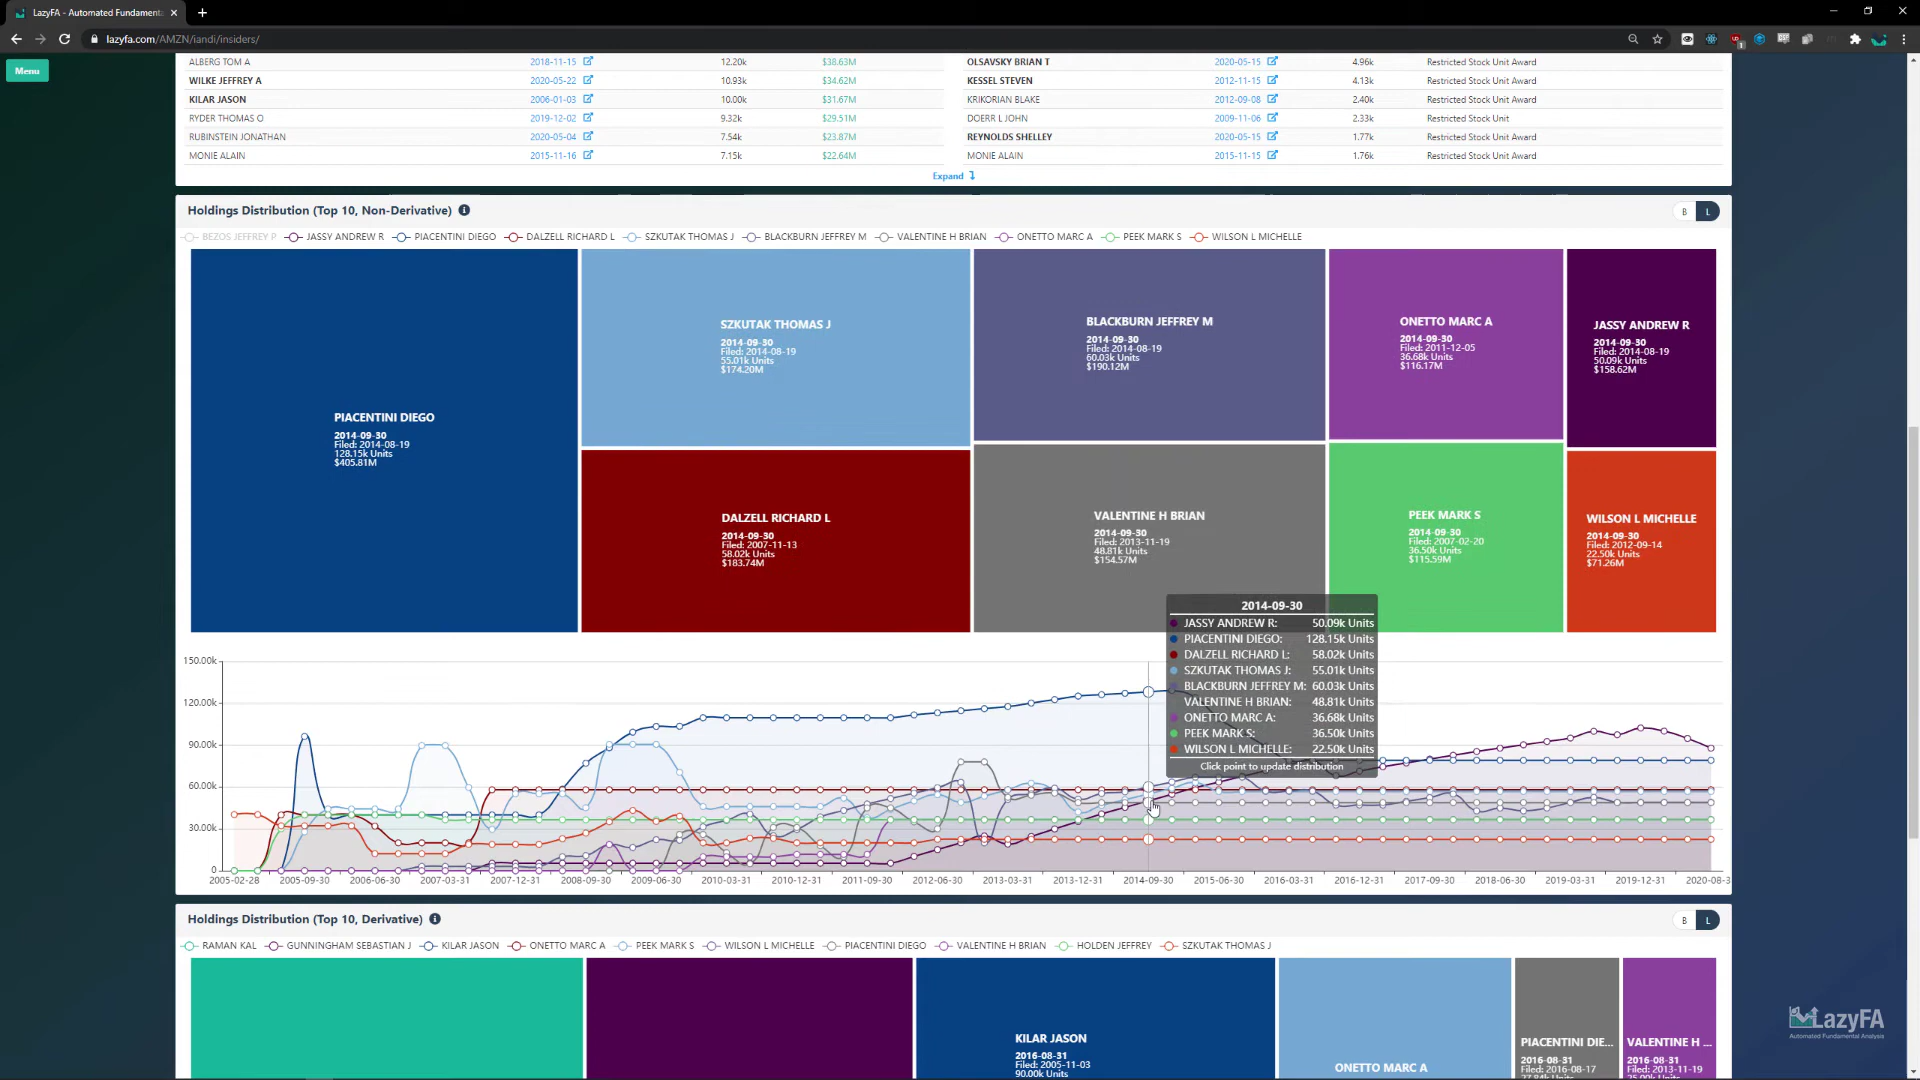 LazyFA - Automated Fundamenta
lazyfa.com/AMZN/iandi/insiders/
Menu
ALBERG TOM A 2018-11-15 12.20k $38.63M
WILKE JEFFREY A 2020-05-22 10.93k $34.62M
KILAR JASON 2006-01-03 10.00k $31.67M
RYDER THOMAS O 2019-12-02 9.32k $29.51M
RUBINSTEIN JONATHAN 2020-05-04 7.54k $23.87M
MONIE ALAIN 2015-11-16 7.15k $22.64M
OLSAVSKY BRIAN T 2020-05-15 4.96k Restricted Stock Unit Award
KESSEL STEVEN 2012-11-15 4.13k Restricted Stock Unit Award
KRIKORIAN BLAKE 2012-09-08 2.40k Restricted Stock Unit Award
DOERR L JOHN 2009-11-06 2.33k Restricted Stock Unit
REYNOLDS SHELLEY 2020-05-15 1.77k Restricted Stock Unit Award
MONIE ALAIN 2015-11-15 1.76k Restricted Stock Unit Award
Expand
Holdings Distribution (Top 10, Non-Derivative)
B L
BEZOS JEFFREY P JASSY ANDREW R PIACENTINI DIEGO DALZELL RICHARD L SZKUTAK THOMAS J BLACKBURN JEFFREY M VALENTINE H BRIAN ONETTO MARC A PEEK MARK S WILSON L MICHELLE
PIACENTINI DIEGO
2014-09-30
Filed: 2014-08-19
128.15k Units
$405.81M
SZKUTAK THOMAS J
2014-09-30
Filed: 2014-08-19
55.01k Units
$174.20M
DALZELL RICHARD L
2014-09-30
Filed: 2007-11-13
58.02k Units
$183.74M
BLACKBURN JEFFREY M
2014-09-30
Filed: 2014-08-19
60.03k Units
$190.12M
VALENTINE H BRIAN
2014-09-30
Filed: 2013-11-19
48.81k Units
$154.57M
ONETTO MARC A
2014-09-30
Filed: 2011-12-05
36.68k Units
$116.17M
PEEK MARK S
2014-09-30
Filed: 2007-02-20
36.50k Units
$115.59M
JASSY ANDREW R
2014-09-30
Filed: 2014-08-19
50.09k Units
$158.62M
WILSON L MICHELLE
2014-09-30
Filed: 2012-09-14
22.50k Units
$71.26M
2014-09-30
JASSY ANDREW R: 50.09k Units
PIACENTINI DIEGO: 128.15k Units
DALZELL RICHARD L: 58.02k Units
SZKUTAK THOMAS J: 55.01k Units
BLACKBURN JEFFREY M: 60.03k Units
VALENTINE H BRIAN: 48.81k Units
ONETTO MARC A: 36.68k Units
PEEK MARK S: 36.50k Units
WILSON L MICHELLE: 22.50k Units
Click point to update distribution
150.00k
120.00k
90.00k
60.00k
30.00k
0
2005-02-28 2005-09-30 2006-06-30 2007-03-31 2007-12-31 2008-09-30 2009-06-30 2010-03-31 2010-12-31 2011-09-30 2012-06-30 2013-03-31 2013-12-31 2014-09-30 2015-06-30 2016-03-31 2016-12-31 2017-09-30 2018-06-30 2019-03-31 2019-12-31 2020-08-3
Holdings Distribution (Top 10, Derivative)
B L
RAMAN KAL GUNNINGHAM SEBASTIAN J KILAR JASON ONETTO MARC A PEEK MARK S WILSON L MICHELLE PIACENTINI DIEGO VALENTINE H BRIAN HOLDEN JEFFREY SZKUTAK THOMAS J
KILAR JASON
2016-08-31
Filed: 2005-11-03
90.00k Units
ONETTO MARC A
PIACENTINI DIE...
2016-08-31
Filed: 2016-08-17
27.84k Units
VALENTINE H ...
2016-08-31
Filed: 2013-11-19
25.00k Units
LazyFA
Automated Fundamental Analysis